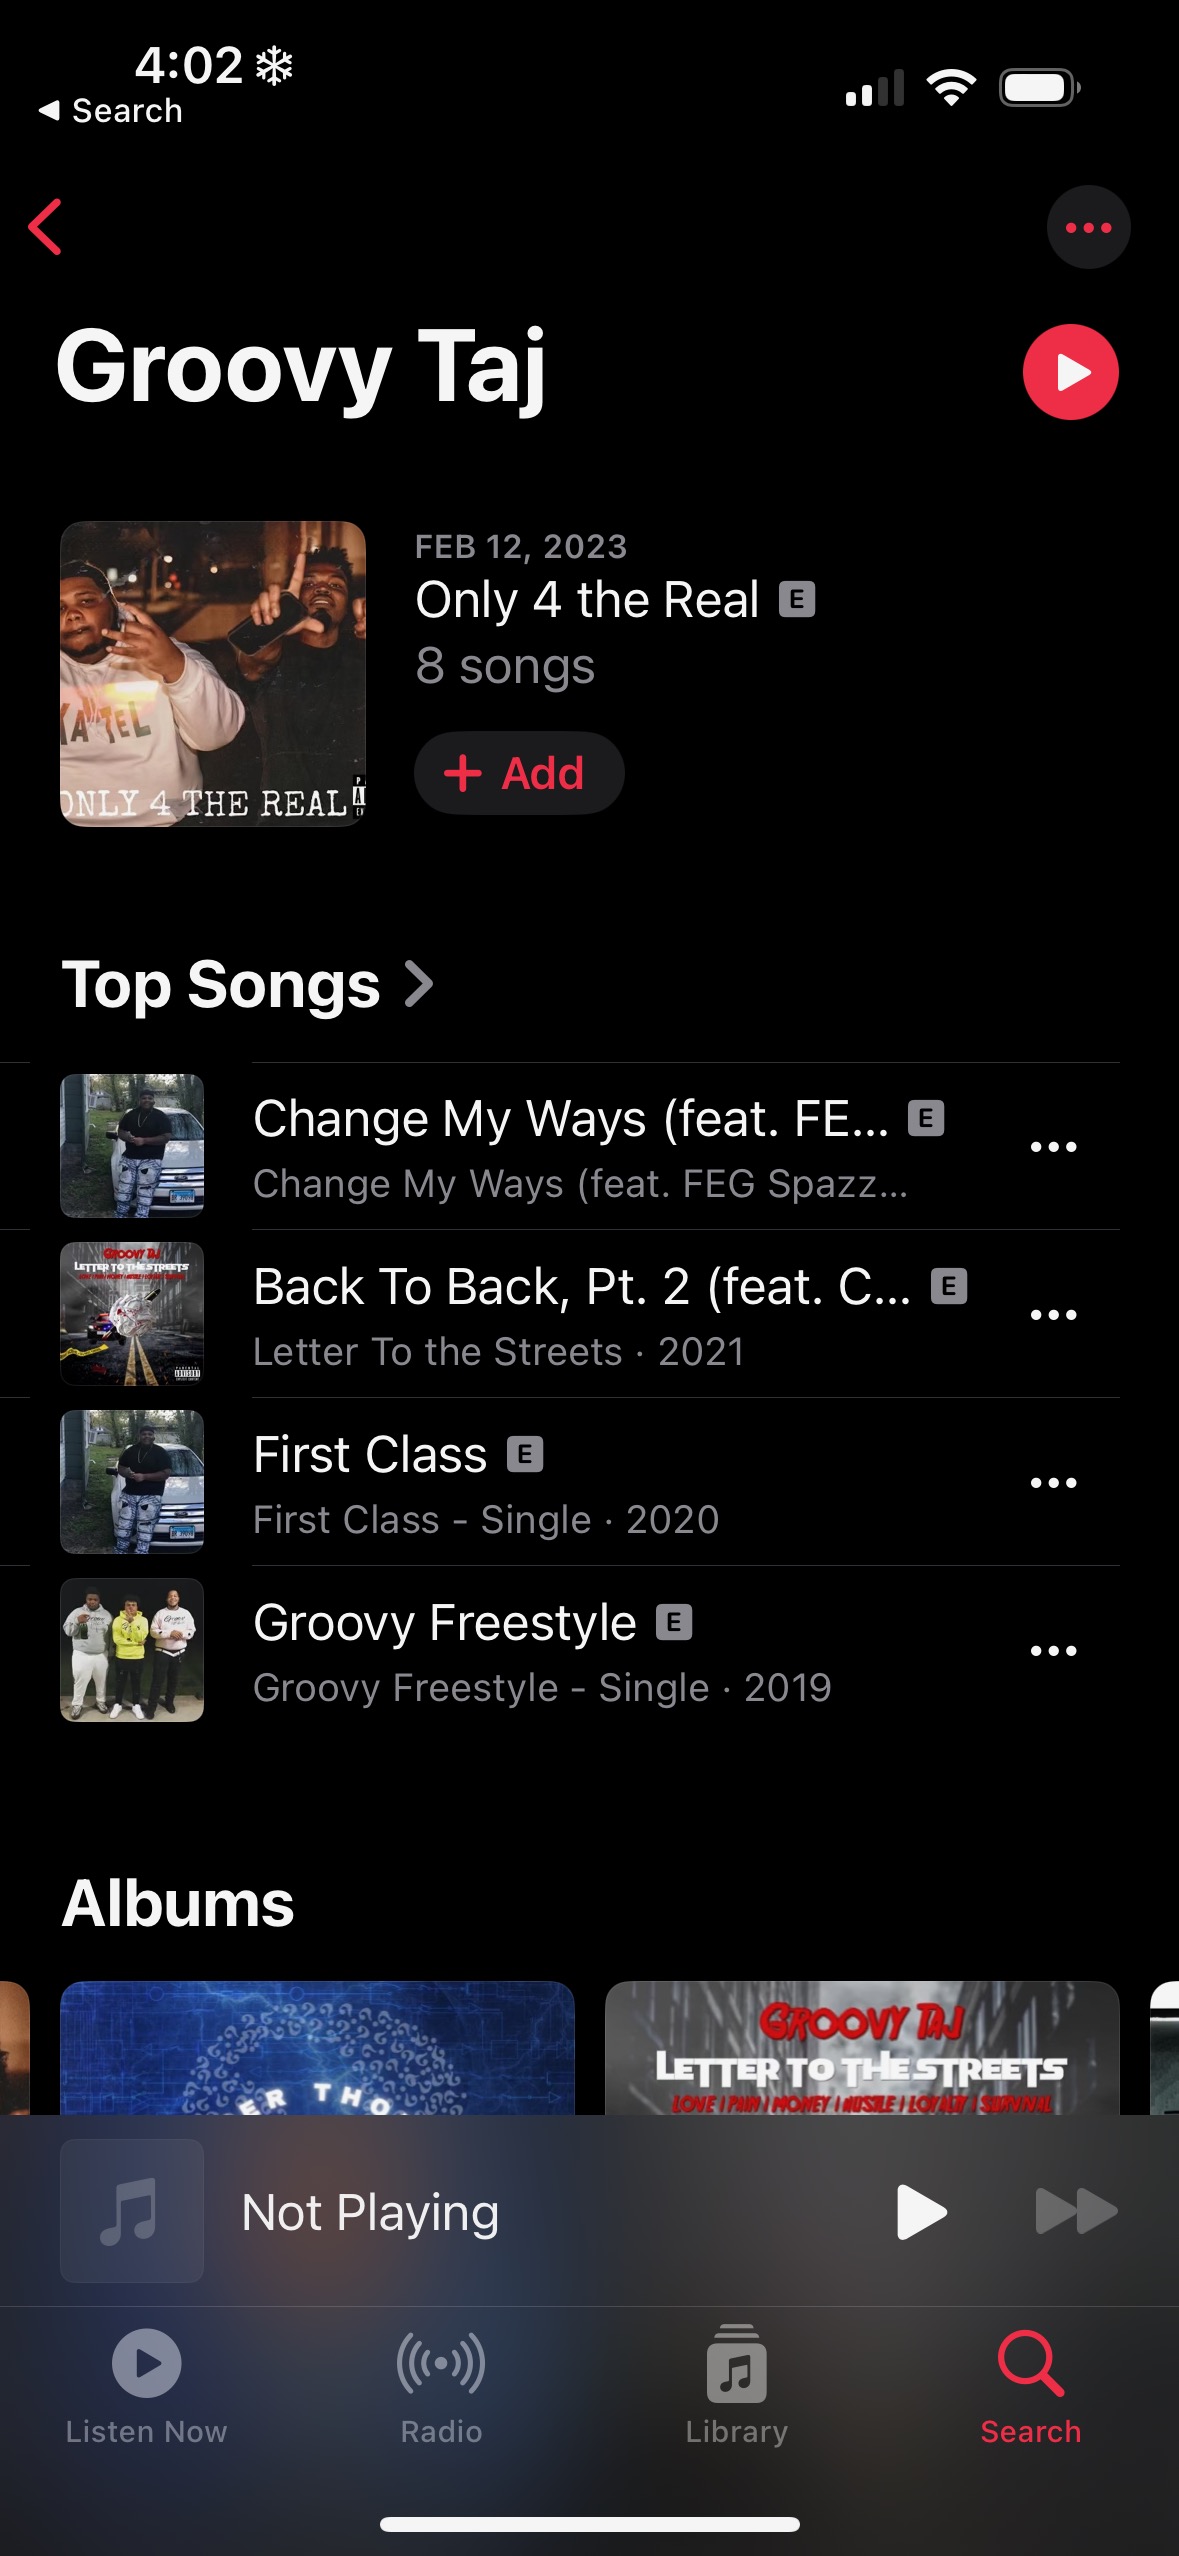 4:02
Search
Groovy Taj
FEB 12, 2023
Only 4 the Real E
8 songs
+ Add
ONLY 4 THE REAL
Top Songs
Change My Ways (feat. FE... E
Change My Ways (feat. FEG Spazz...
GROOVY TAJ
LETTER TO THE STREETS
Back To Back, Pt. 2 (feat. C... E
Letter To the Streets · 2021
First Class E
First Class - Single · 2020
Groovy Freestyle E
Groovy Freestyle - Single · 2019
Albums
ER THO
GROOVY TAJ
LETTER TO THE STREETS
LOVE | PAIN | MONEY | HUSTLE | LOYALTY | SURVIVAL
Not Playing
Listen Now
Radio
Library
Search